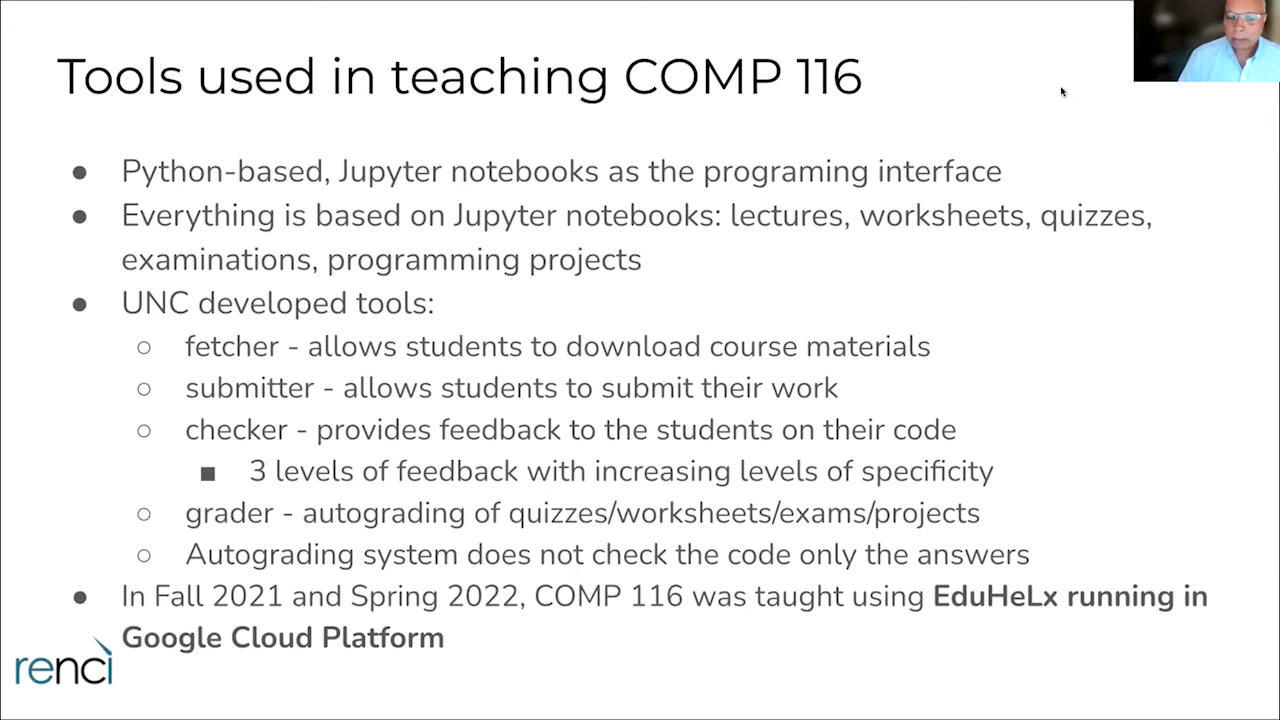 Tools used in teaching COMP 116
● Python-based, Jupyter notebooks as the programing interface
● Everything is based on Jupyter notebooks: lectures, worksheets, quizzes,
examinations, programming projects
● UNC developed tools:
○ fetcher - allows students to download course materials
○ submitter - allows students to submit their work
○ checker - provides feedback to the students on their code
■ 3 levels of feedback with increasing levels of specificity
○ grader - autograding of quizzes/worksheets/exams/projects
○ Autograding system does not check the code only the answers
● In Fall 2021 and Spring 2022, COMP 116 was taught using EduHeLx running in
Google Cloud Platform
renci